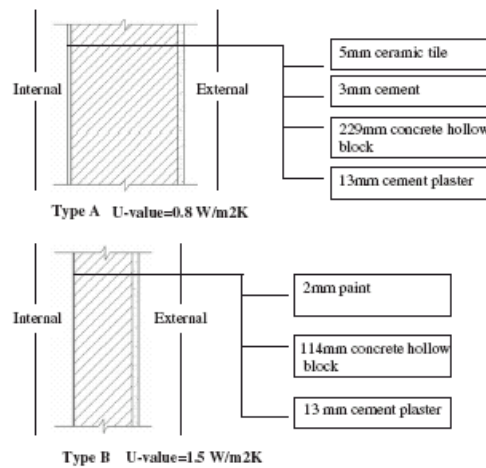 5mm ceramic tile
3mm cement
Internal
External
229mm concrete hollow
block
13mm cement plaster
Type A U-value=0.8 W/m2K
2mm paint
Internal
External
114mm concrete hollow
block
13 mm cement plaster
Type B U-value=1.5 W/m2K